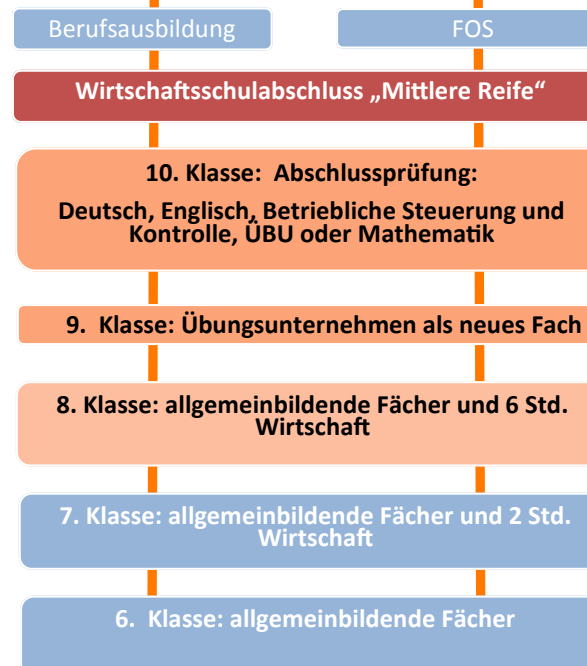 Berufsausbildung
FOS
Wirtschaftsschulabschluss „Mittlere Reife“
10. Klasse: Abschlussprüfung:
Deutsch, Englisch, Betriebliche Steuerung und
Kontrolle, ÜBU oder Mathematik
9. Klasse: Übungsunternehmen als neues Fach
8. Klasse: allgemeinbildende Fächer und 6 Std.
Wirtschaft
7. Klasse: allgemeinbildende Fächer und 2 Std.
Wirtschaft
6. Klasse: allgemeinbildende Fächer